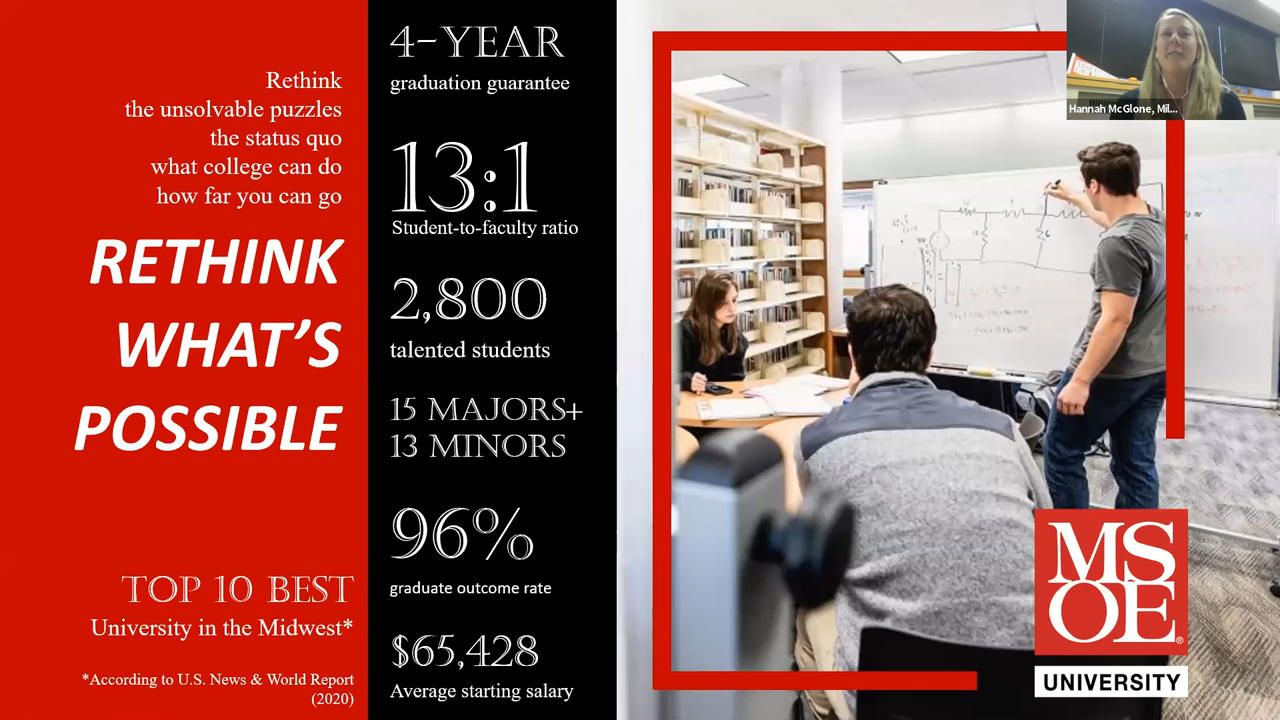 Rethink
the unsolvable puzzles
the status quo
what college can do
how far you can go
RETHINK
WHAT'S
POSSIBLE
TOP 10 BEST
University in the Midwest*
*According to U.S. News & World Report
(2020)
4-YEAR
graduation guarantee
13:1
Student-to-faculty ratio
2,800
talented students
15 MAJORS+
13 MINORS
96%
graduate outcome rate
$65,428
Average starting salary
Hannah McGlone, Mil...
MS
OE®
UNIVERSITY